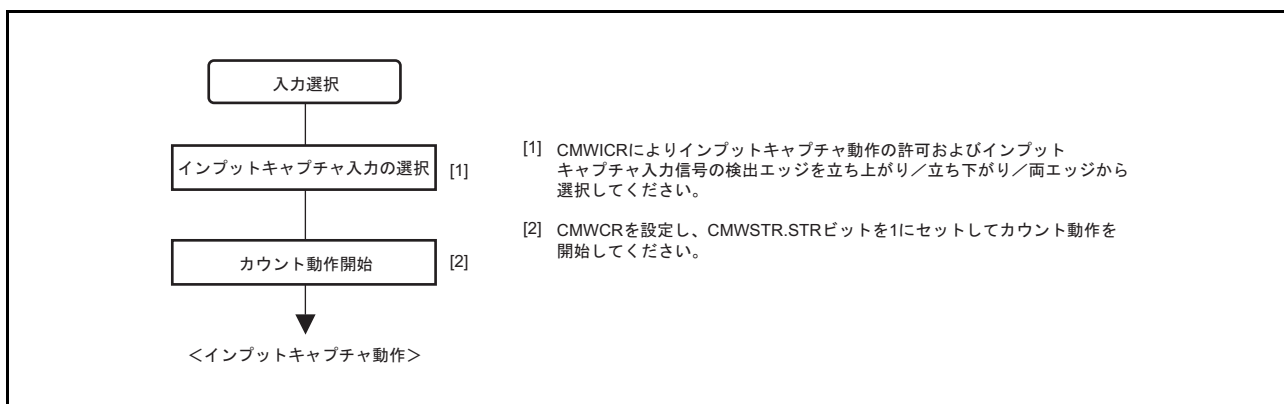 入力選択
インプットキャプチャ入力の選択 [1]
カウント動作開始 [2]
＜インプットキャプチャ動作＞
[1] CMWICRによりインプットキャプチャ動作の許可およびインプット
キャプチャ入力信号の検出エッジを立ち上がり／立ち下がり／両エッジから
選択してください。
[2] CMWCRを設定し、CMWSTR.STRビットを1にセットしてカウント動作を
開始してください。